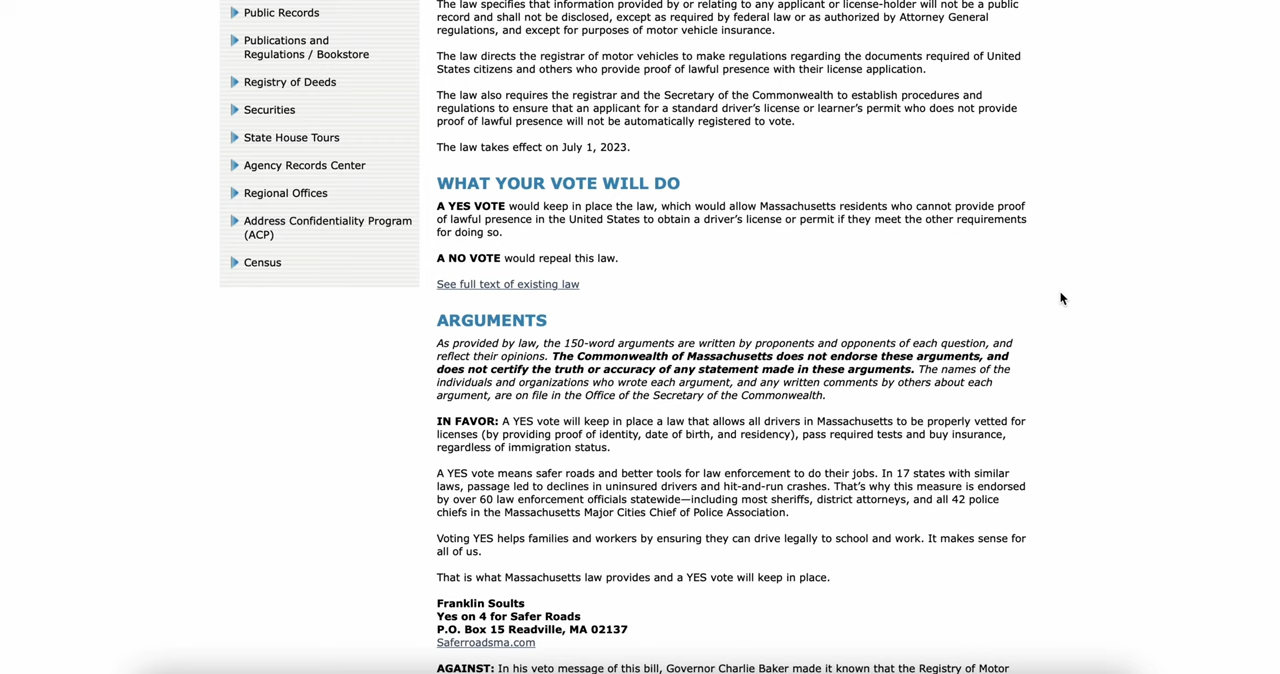 Public Records
Publications and
Regulations / Bookstore
Registry of Deeds
Securities
State House Tours
Agency Records Center
Regional Offices
Address Confidentiality Program
(ACP)
Census
The law specifies that information provided by or relating to any applicant or license-holder will not be a public
record and shall not be disclosed, except as required by federal law or as authorized by Attorney General
regulations, and except for purposes of motor vehicle insurance.
The law directs the registrar of motor vehicles to make regulations regarding the documents required of United
States citizens and others who provide proof of lawful presence with their license application.
The law also requires the registrar and the Secretary of the Commonwealth to establish procedures and
regulations to ensure that an applicant for a standard driver's license or learner's permit who does not provide
proof of lawful presence will not be automatically registered to vote.
The law takes effect on July 1, 2023.
WHAT YOUR VOTE WILL DO
A YES VOTE would keep in place the law, which would allow Massachusetts residents who cannot provide proof
of lawful presence in the United States to obtain a driver's license or permit if they meet the other requirements
for doing so.
A NO VOTE would repeal this law.
See full text of existing law
ARGUMENTS
As provided by law, the 150-word arguments are written by proponents and opponents of each question, and
reflect their opinions. The Commonwealth of Massachusetts does not endorse these arguments, and
does not certify the truth or accuracy of any statement made in these arguments. The names of the
individuals and organizations who wrote each argument, and any written comments by others about each
argument, are on file in the Office of the Secretary of the Commonwealth.
IN FAVOR: A YES vote will keep in place a law that allows all drivers in Massachusetts to be properly vetted for
licenses (by providing proof of identity, date of birth, and residency), pass required tests and buy insurance,
regardless of immigration status.
A YES vote means safer roads and better tools for law enforcement to do their jobs. In 17 states with similar
laws, passage led to declines in uninsured drivers and hit-and-run crashes. That's why this measure is endorsed
by over 60 law enforcement officials statewide—including most sheriffs, district attorneys, and all 42 police
chiefs in the Massachusetts Major Cities Chief of Police Association.
Voting YES helps families and workers by ensuring they can drive legally to school and work. It makes sense for
all of us.
That is what Massachusetts law provides and a YES vote will keep in place.
Franklin Soults
Yes on 4 for Safer Roads
P.O. Box 15 Readville, MA 02137
Saferroadsma.com
AGAINST: In his veto message of this bill, Governor Charlie Baker made it known that the Registry of Motor